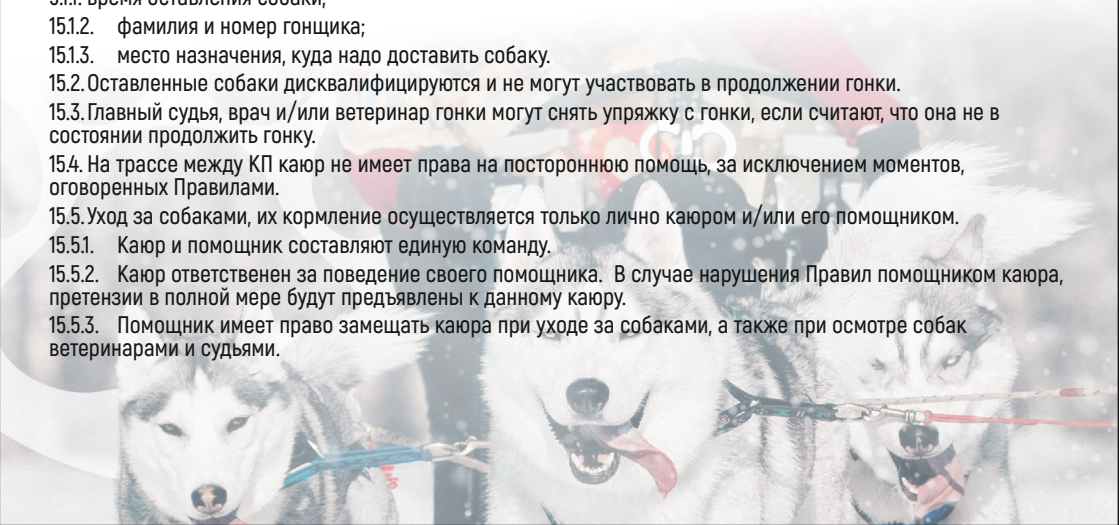 5.1.1. время оставления собаки;
15.1.2. фамилия и номер гонщика;
15.1.3. место назначения, куда надо доставить собаку.
15.2. Оставленные собаки дисквалифицируются и не могут участвовать в продолжении гонки.
15.3. Главный судья, врач и/или ветеринар гонки могут снять упряжку с гонки, если считают, что она не в
состоянии продолжить гонку.
15.4. На трассе между КП каюр не имеет права на постороннюю помощь, за исключением моментов,
оговоренных Правилами.
15.5. Уход за собаками, их кормление осуществляется только лично каюром и/или его помощником.
15.5.1. Каюр и помощник составляют единую команду.
15.5.2. Каюр ответственен за поведение своего помощника. В случае нарушения Правил помощником каюра,
претензии в полной мере будут предъявлены к данному каюру.
15.5.3. Помощник имеет право замещать каюра при уходе за собаками, а также при осмотре собак
ветеринарами и судьями.